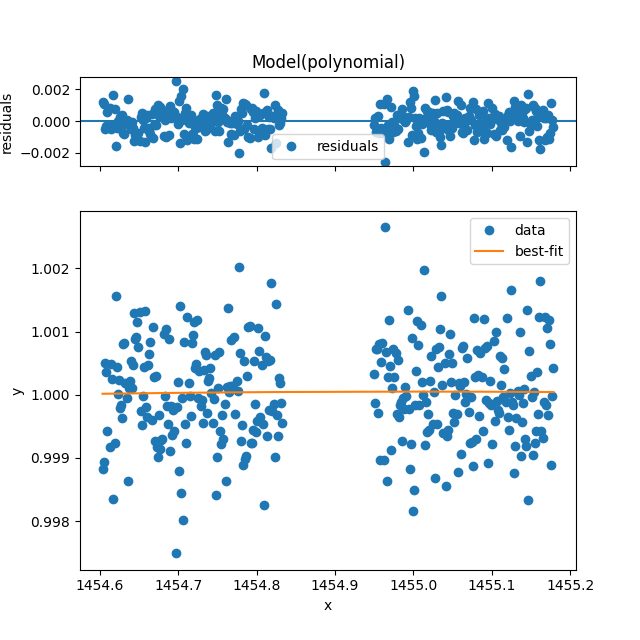 Model(polynomial)
residuals
0.002
0.000
−0.002
residuals
y
1.002
1.001
1.000
0.999
0.998
data
best-fit
1454.6 1454.7 1454.8 1454.9 1455.0 1455.1 1455.2
x